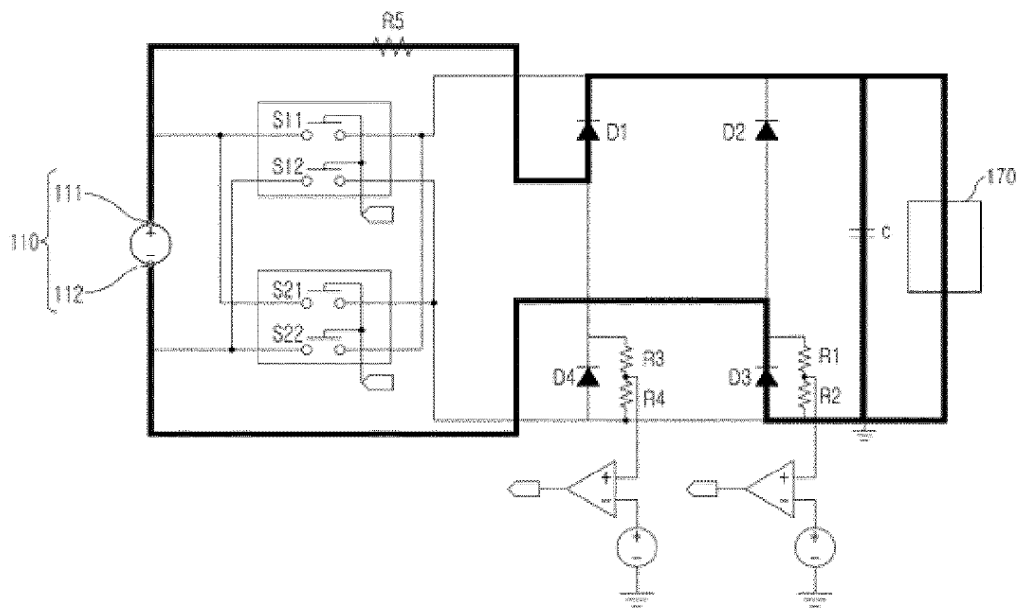 R5
S11
D1
D2
S12
170
111
110
+
-
C
112
S21
S22
R3
R1
D4
D3
R4
R2
+
-
+
-
+
-
+
-